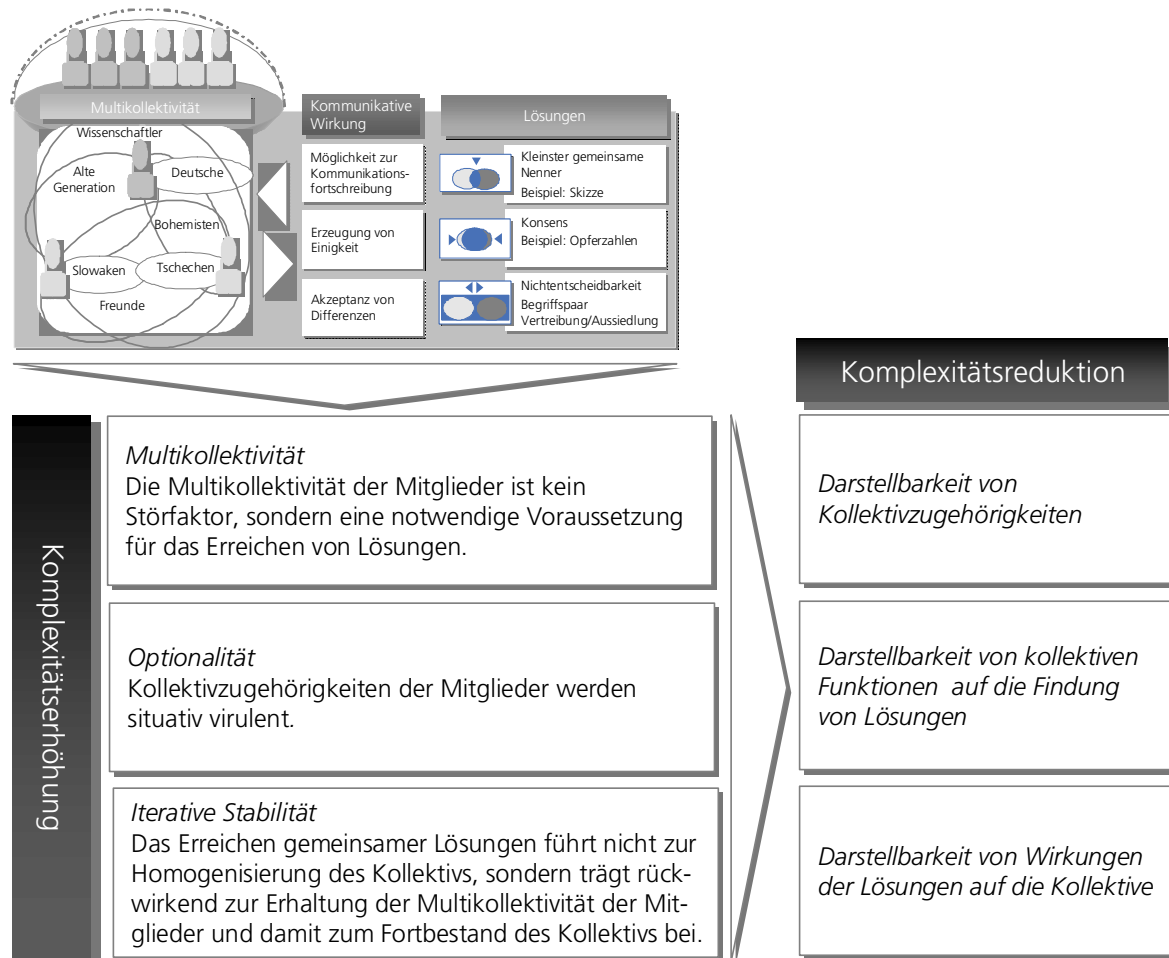 Multikollektivität
Wissenschaftler
Alte
Generation
Deutsche
Bohemisten
Slowaken
Tschechen
Freunde
Kommunikative
Wirkung
Möglichkeit zur
Kommunikations-
fortschreibung
Erzeugung von
Einigkeit
Akzeptanz von
Differenzen
Lösungen
Kleinster gemeinsame
Nenner
Beispiel: Skizze
Konsens
Beispiel: Opferzahlen
Nichtentscheidbarkeit
Begriffspaar
Vertreibung/Aussiedlung
Komplexitätserhöhung
Multikollektivität
Die Multikollektivität der Mitglieder ist kein
Störfaktor, sondern eine notwendige Voraussetzung
für das Erreichen von Lösungen.
Optionalität
Kollektivzugehörigkeiten der Mitglieder werden
situativ virulent.
Iterative Stabilität
Das Erreichen gemeinsamer Lösungen führt nicht zur
Homogenisierung des Kollektivs, sondern trägt rück-
wirkend zur Erhaltung der Multikollektivität der Mit-
glieder und damit zum Fortbestand des Kollektivs bei.
Komplexitätsreduktion
Darstellbarkeit von
Kollektivzugehörigkeiten
Darstellbarkeit von kollektiven
Funktionen auf die Findung
von Lösungen
Darstellbarkeit von Wirkungen
der Lösungen auf die Kollektive